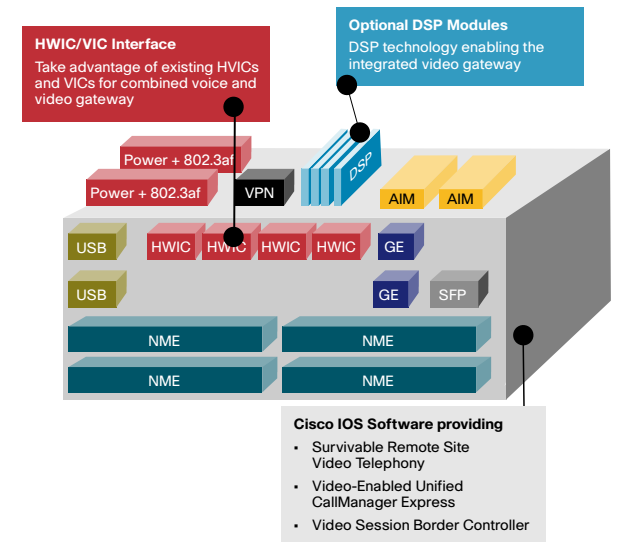 HWIC/VIC Interface
Take advantage of existing HVICs
and VICs for combined voice and
video gateway
Optional DSP Modules
DSP technology enabling the
integrated video gateway
Power + 802.3af
Power + 802.3af
VPN
DSP
AIM
AIM
USB
HWIC
HWIC
HWIC
HWIC
GE
USB
GE
SFP
NME
NME
NME
NME
Cisco IOS Software providing
• Survivable Remote Site
Video Telephony
• Video-Enabled Unified
CallManager Express
• Video Session Border Controller